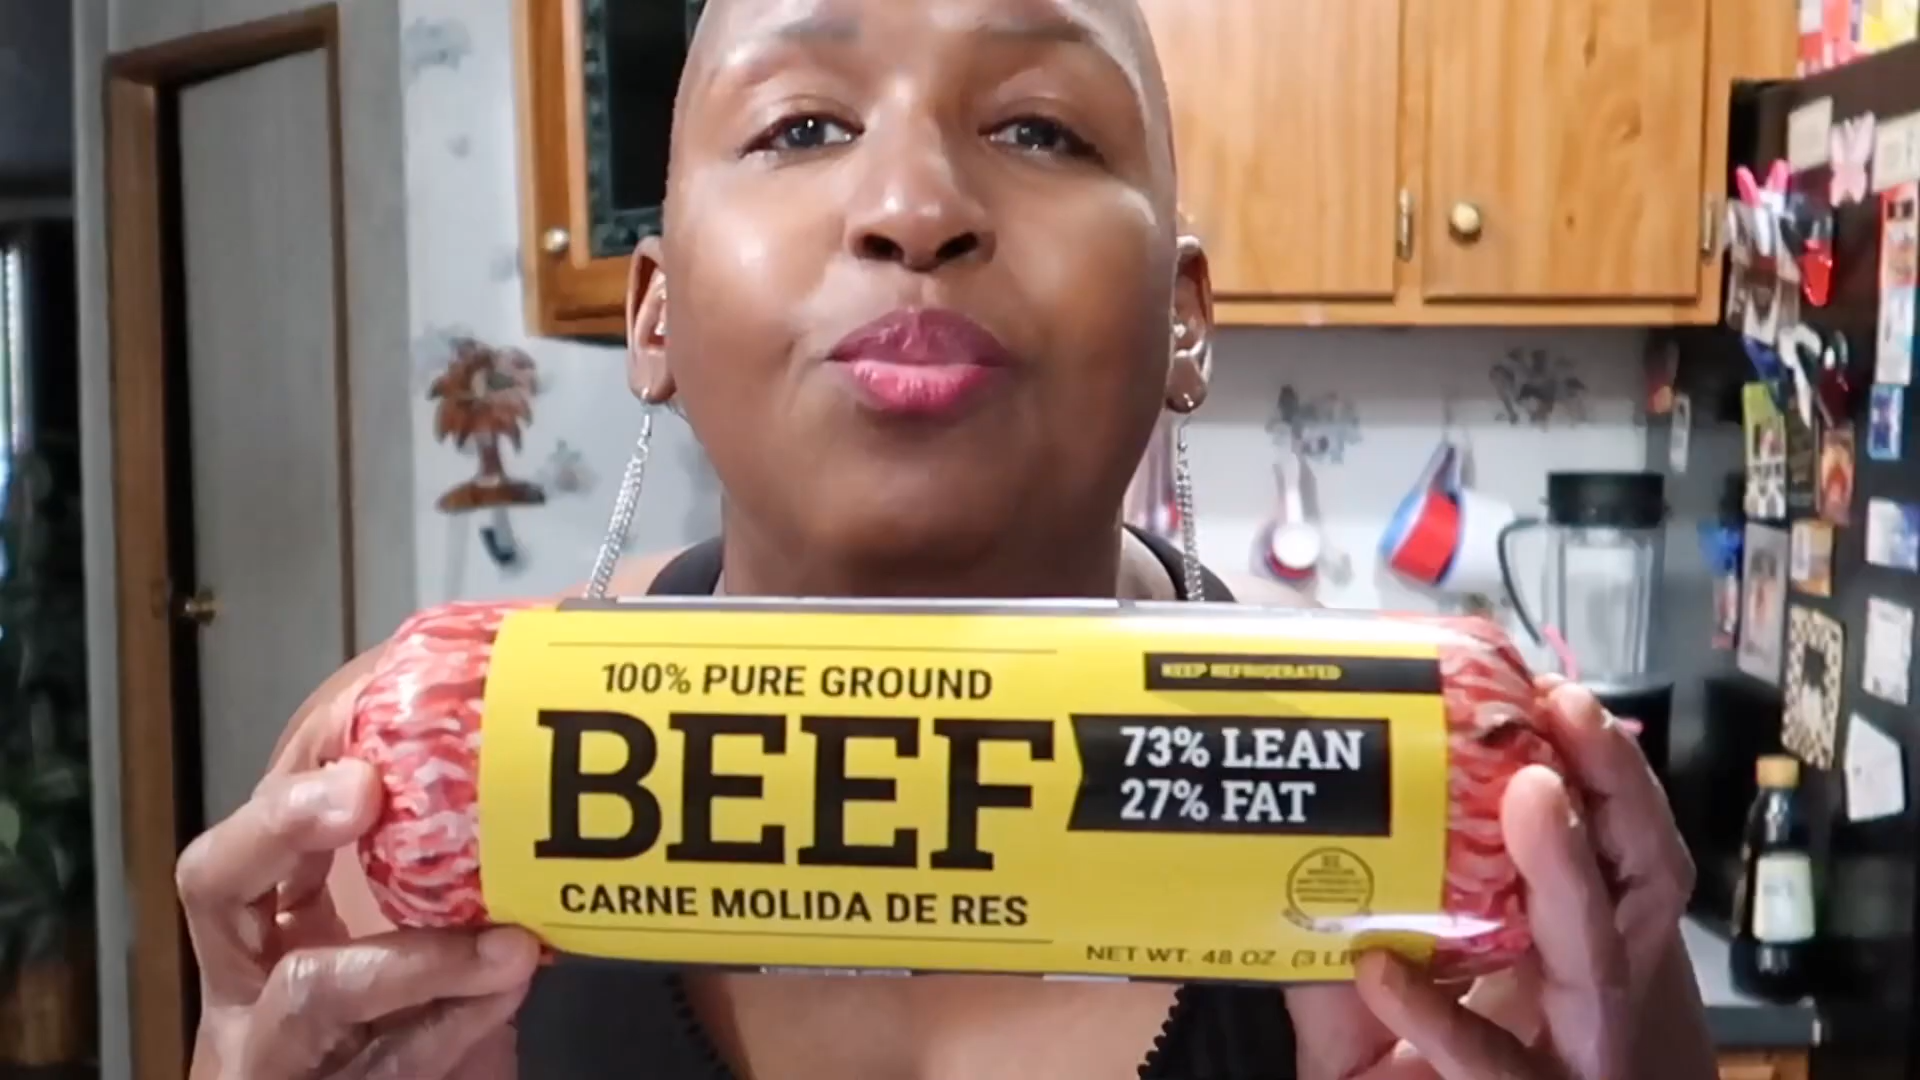 100% PURE GROUND
BEEF
CARNE MOLIDA DE RES
KEEP REFRIGERATED
73% LEAN
27% FAT
NET WT. 48 OZ. (3